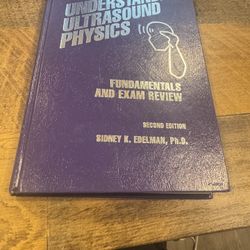 UNDERSTANDING
ULTRASOUND
PHYSICS
FUNDAMENTALS
AND EXAM REVIEW
SECOND EDITION
SIDNEY K. EDELMAN, Ph.D.